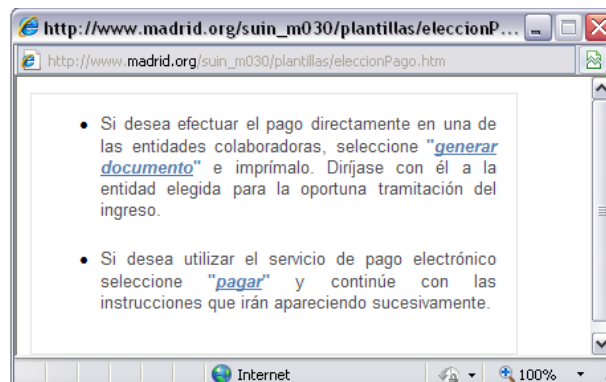 http://www.madrid.org/suin_m030/plantillas/eleccionP...
http://www.madrid.org/suin_m030/plantillas/eleccionPago.htm
• Si desea efectuar el pago directamente en una de
las entidades colaboradoras, seleccione "generar
documento" e imprímalo. Diríjase con él a la
entidad elegida para la oportuna tramitación del
ingreso.
• Si desea utilizar el servicio de pago electrónico
seleccione "pagar" y continúe con las
instrucciones que irán apareciendo sucesivamente.
Internet
100%